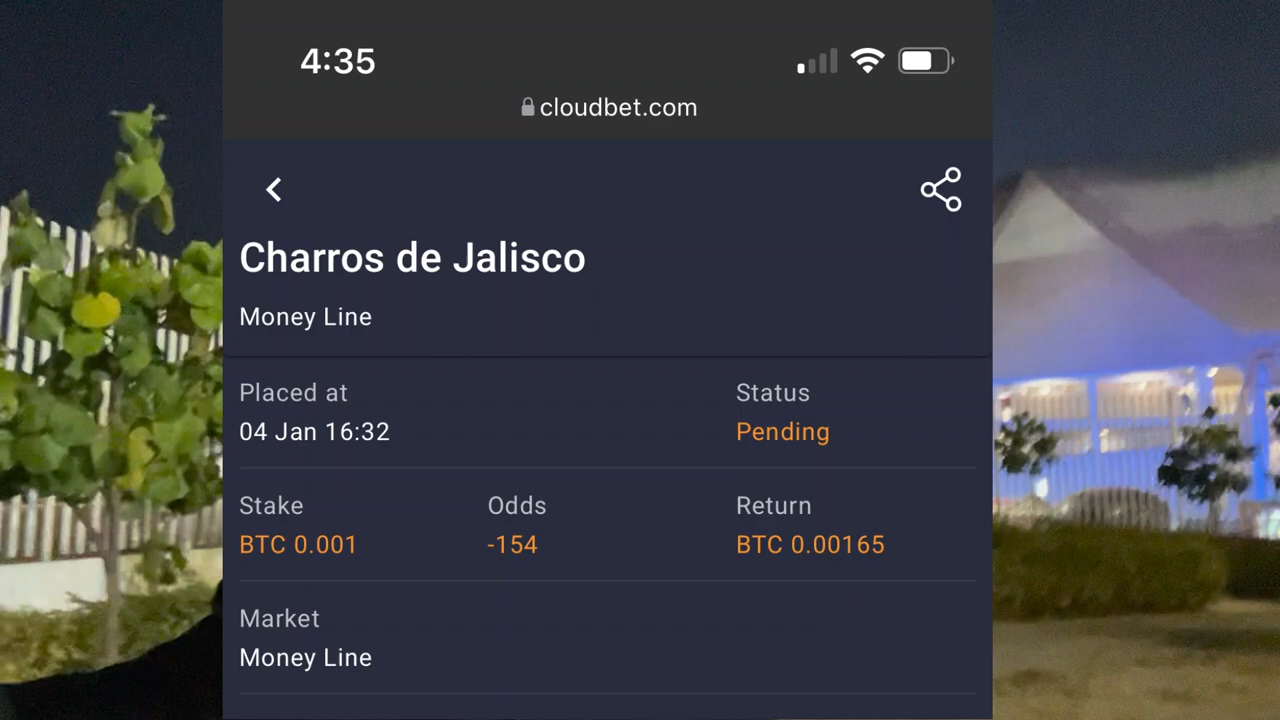 4:35
cloudbet.com
Charros de Jalisco
Money Line
Placed at Status
04 Jan 16:32 Pending
Stake Odds Return
BTC 0.001 -154 BTC 0.00165
Market
Money Line